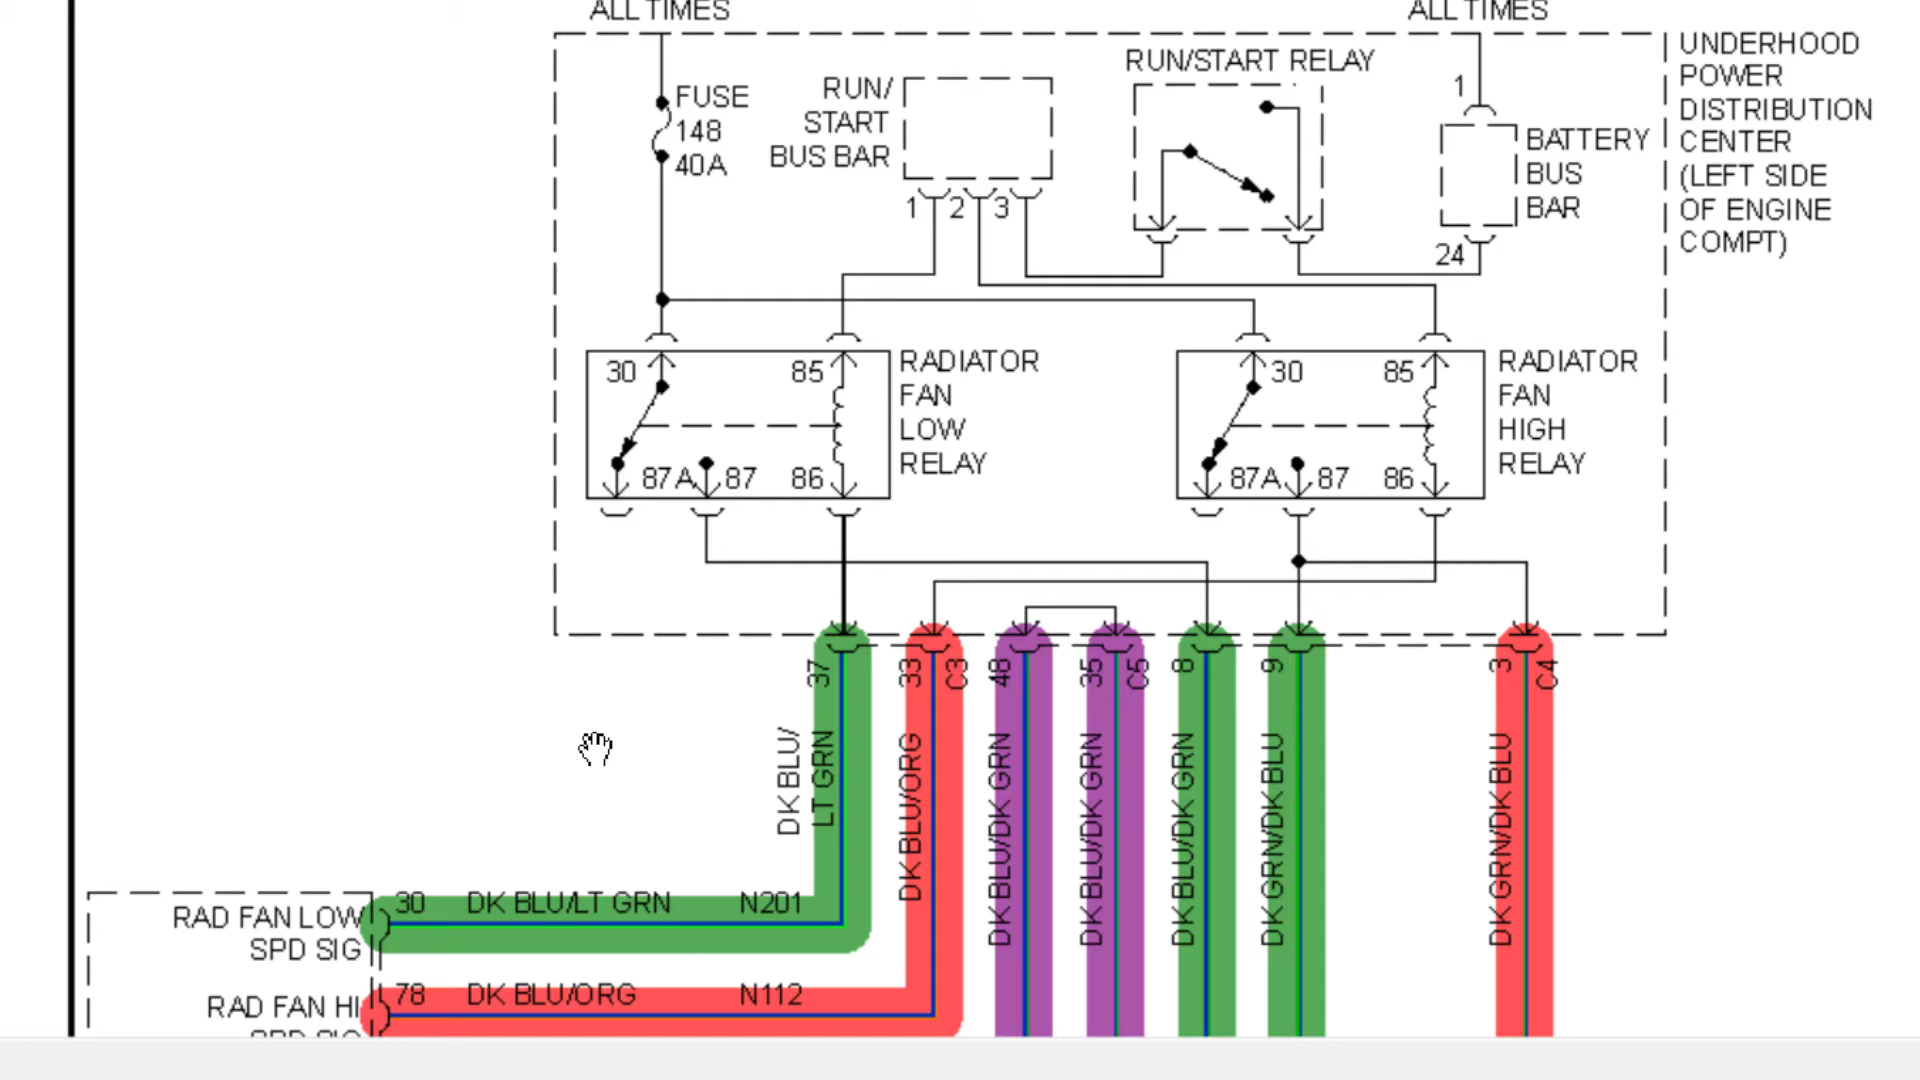 ALL TIMES
ALL TIMES
RUN/START RELAY
UNDERHOOD
POWER
DISTRIBUTION
CENTER
(LEFT SIDE
OF ENGINE
COMPT)
FUSE
148
40A
RUN/
START
BUS BAR
1
BATTERY
BUS
BAR
1 2 3
24
30
85
RADIATOR
FAN
LOW
RELAY
87A 87
86
30
85
RADIATOR
FAN
HIGH
RELAY
87A 87
86
37
33
C3
48
35
C5
8
9
3
C4
DK BLU/
LT GRN
DK BLU/ORG
DK BLU/DK GRN
DK BLU/DK GRN
DK BLU/DK GRN
DK GRN/DK BLU
DK GRN/DK BLU
RAD FAN LOW
SPD SIG
30 DK BLU/LT GRN N201
RAD FAN HI
SPD SIG
78 DK BLU/ORG N112